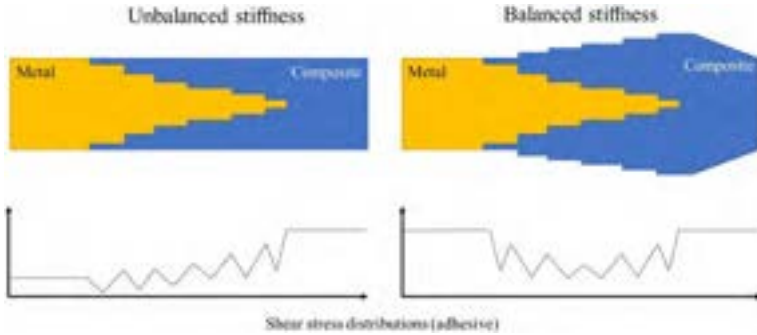 Unbalanced stiffness
Balanced stiffness
Metal
Composite
Metal
Composite
Shear stress distributions (adhesive)